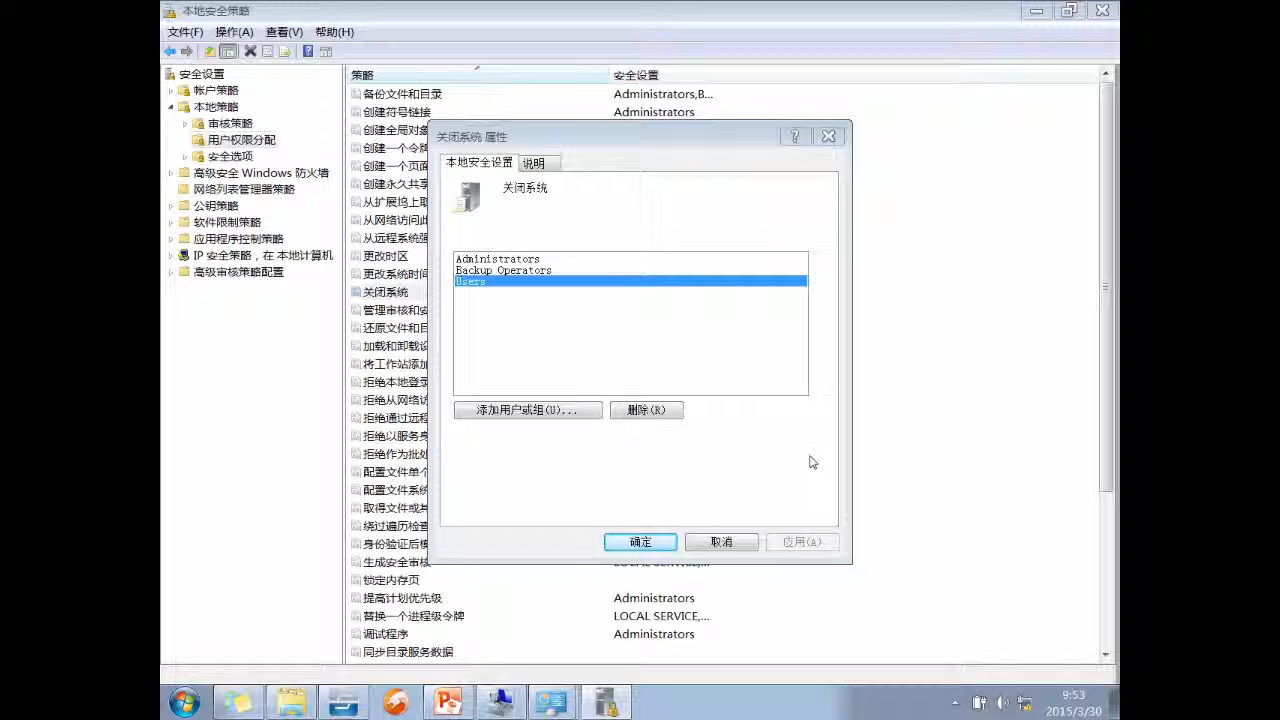 本地安全策略
文件(F) 操作(A) 查看(V) 帮助(H)
安全设置
帐户策略
本地策略
审核策略
用户权限分配
安全选项
高级安全 Windows 防火墙
网络列表管理器策略
公钥策略
软件限制策略
应用程序控制策略
IP 安全策略，在 本地计算机
高级审核策略配置
策略 安全设置
备份文件和目录 Administrators,B...
创建符号链接 Administrators
创建全局对象
创建一个令牌
创建一个页面
创建永久共享
从扩展坞上取
从网络访问此
从远程系统强
更改时区
更改系统时间
关闭系统
管理审核和安
还原文件和目
加载和卸载设
将工作站添加
拒绝本地登录
拒绝从网络访
拒绝通过远程
拒绝以服务身
拒绝作为批处
配置文件单个
配置文件系统
取得文件或其
绕过遍历检查
身份验证后模
生成安全审核 LOCAL SERVICE,...
锁定内存页
提高计划优先级 Administrators
替换一个进程级令牌 LOCAL SERVICE,...
调试程序 Administrators
同步目录服务数据
关闭系统 属性
本地安全设置 说明
关闭系统
Administrators
Backup Operators
Users
添加用户或组(U)... 删除(R)
确定 取消 应用(A)
9:53
2015/3/30